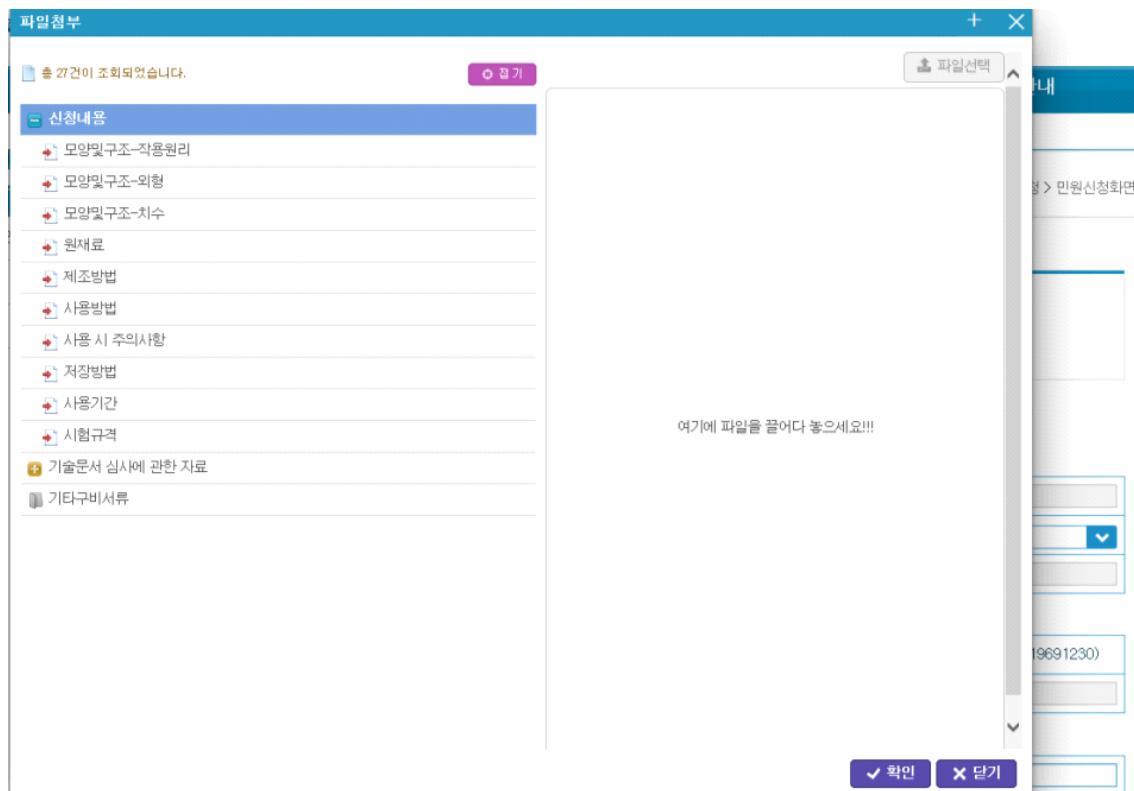 파일첨부
총 27건이 조회되었습니다.
접기
파일선택
신청내용
모양및구조-작용원리
모양및구조-외형
모양및구조-치수
원재료
제조방법
사용방법
사용 시 주의사항
저장방법
사용기간
시험규격
기술문서 심사에 관한 자료
기타구비서류
여기에 파일을 끌어다 놓으세요!!!
확인
닫기
> 민원신청화면
19691230)